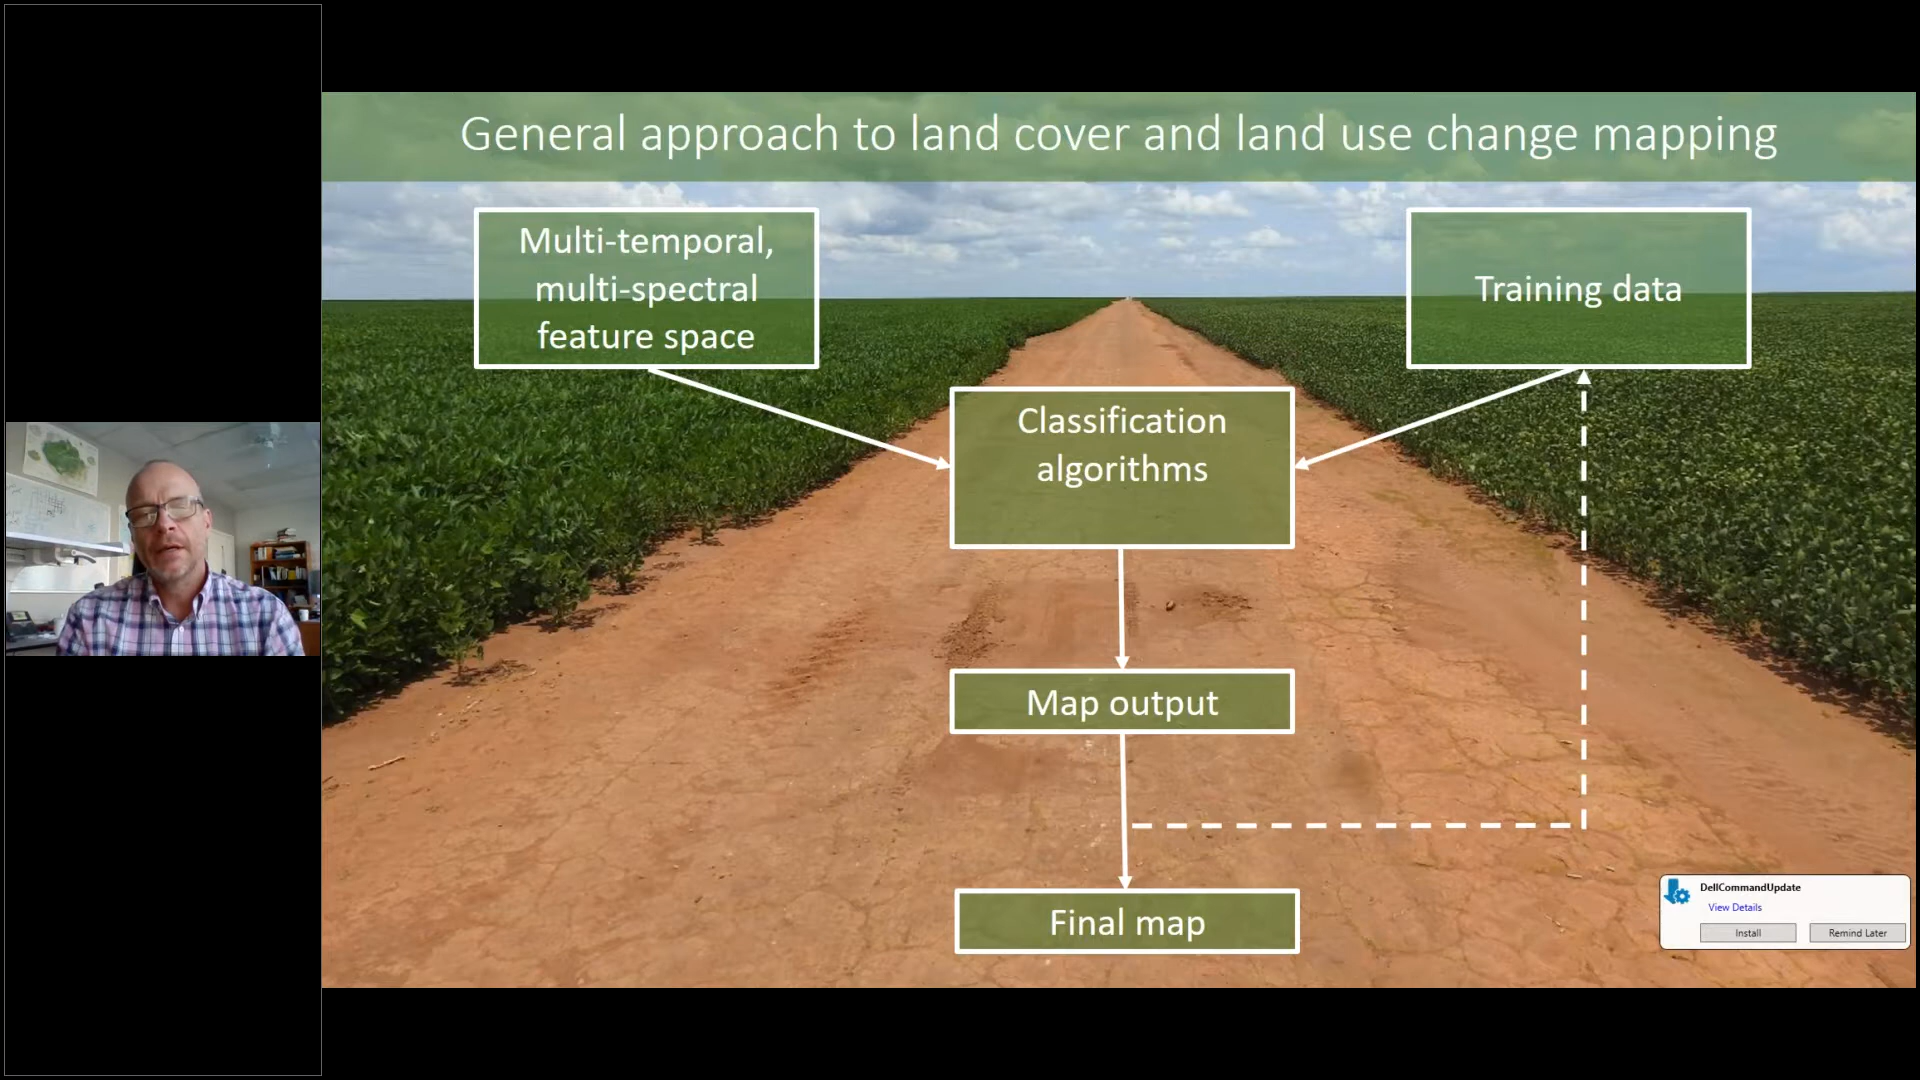 General approach to land cover and land use change mapping
Multi-temporal,
multi-spectral
feature space
Training data
Classification
algorithms
Map output
Final map
DellCommandUpdate
View Details
Install
Remind Later